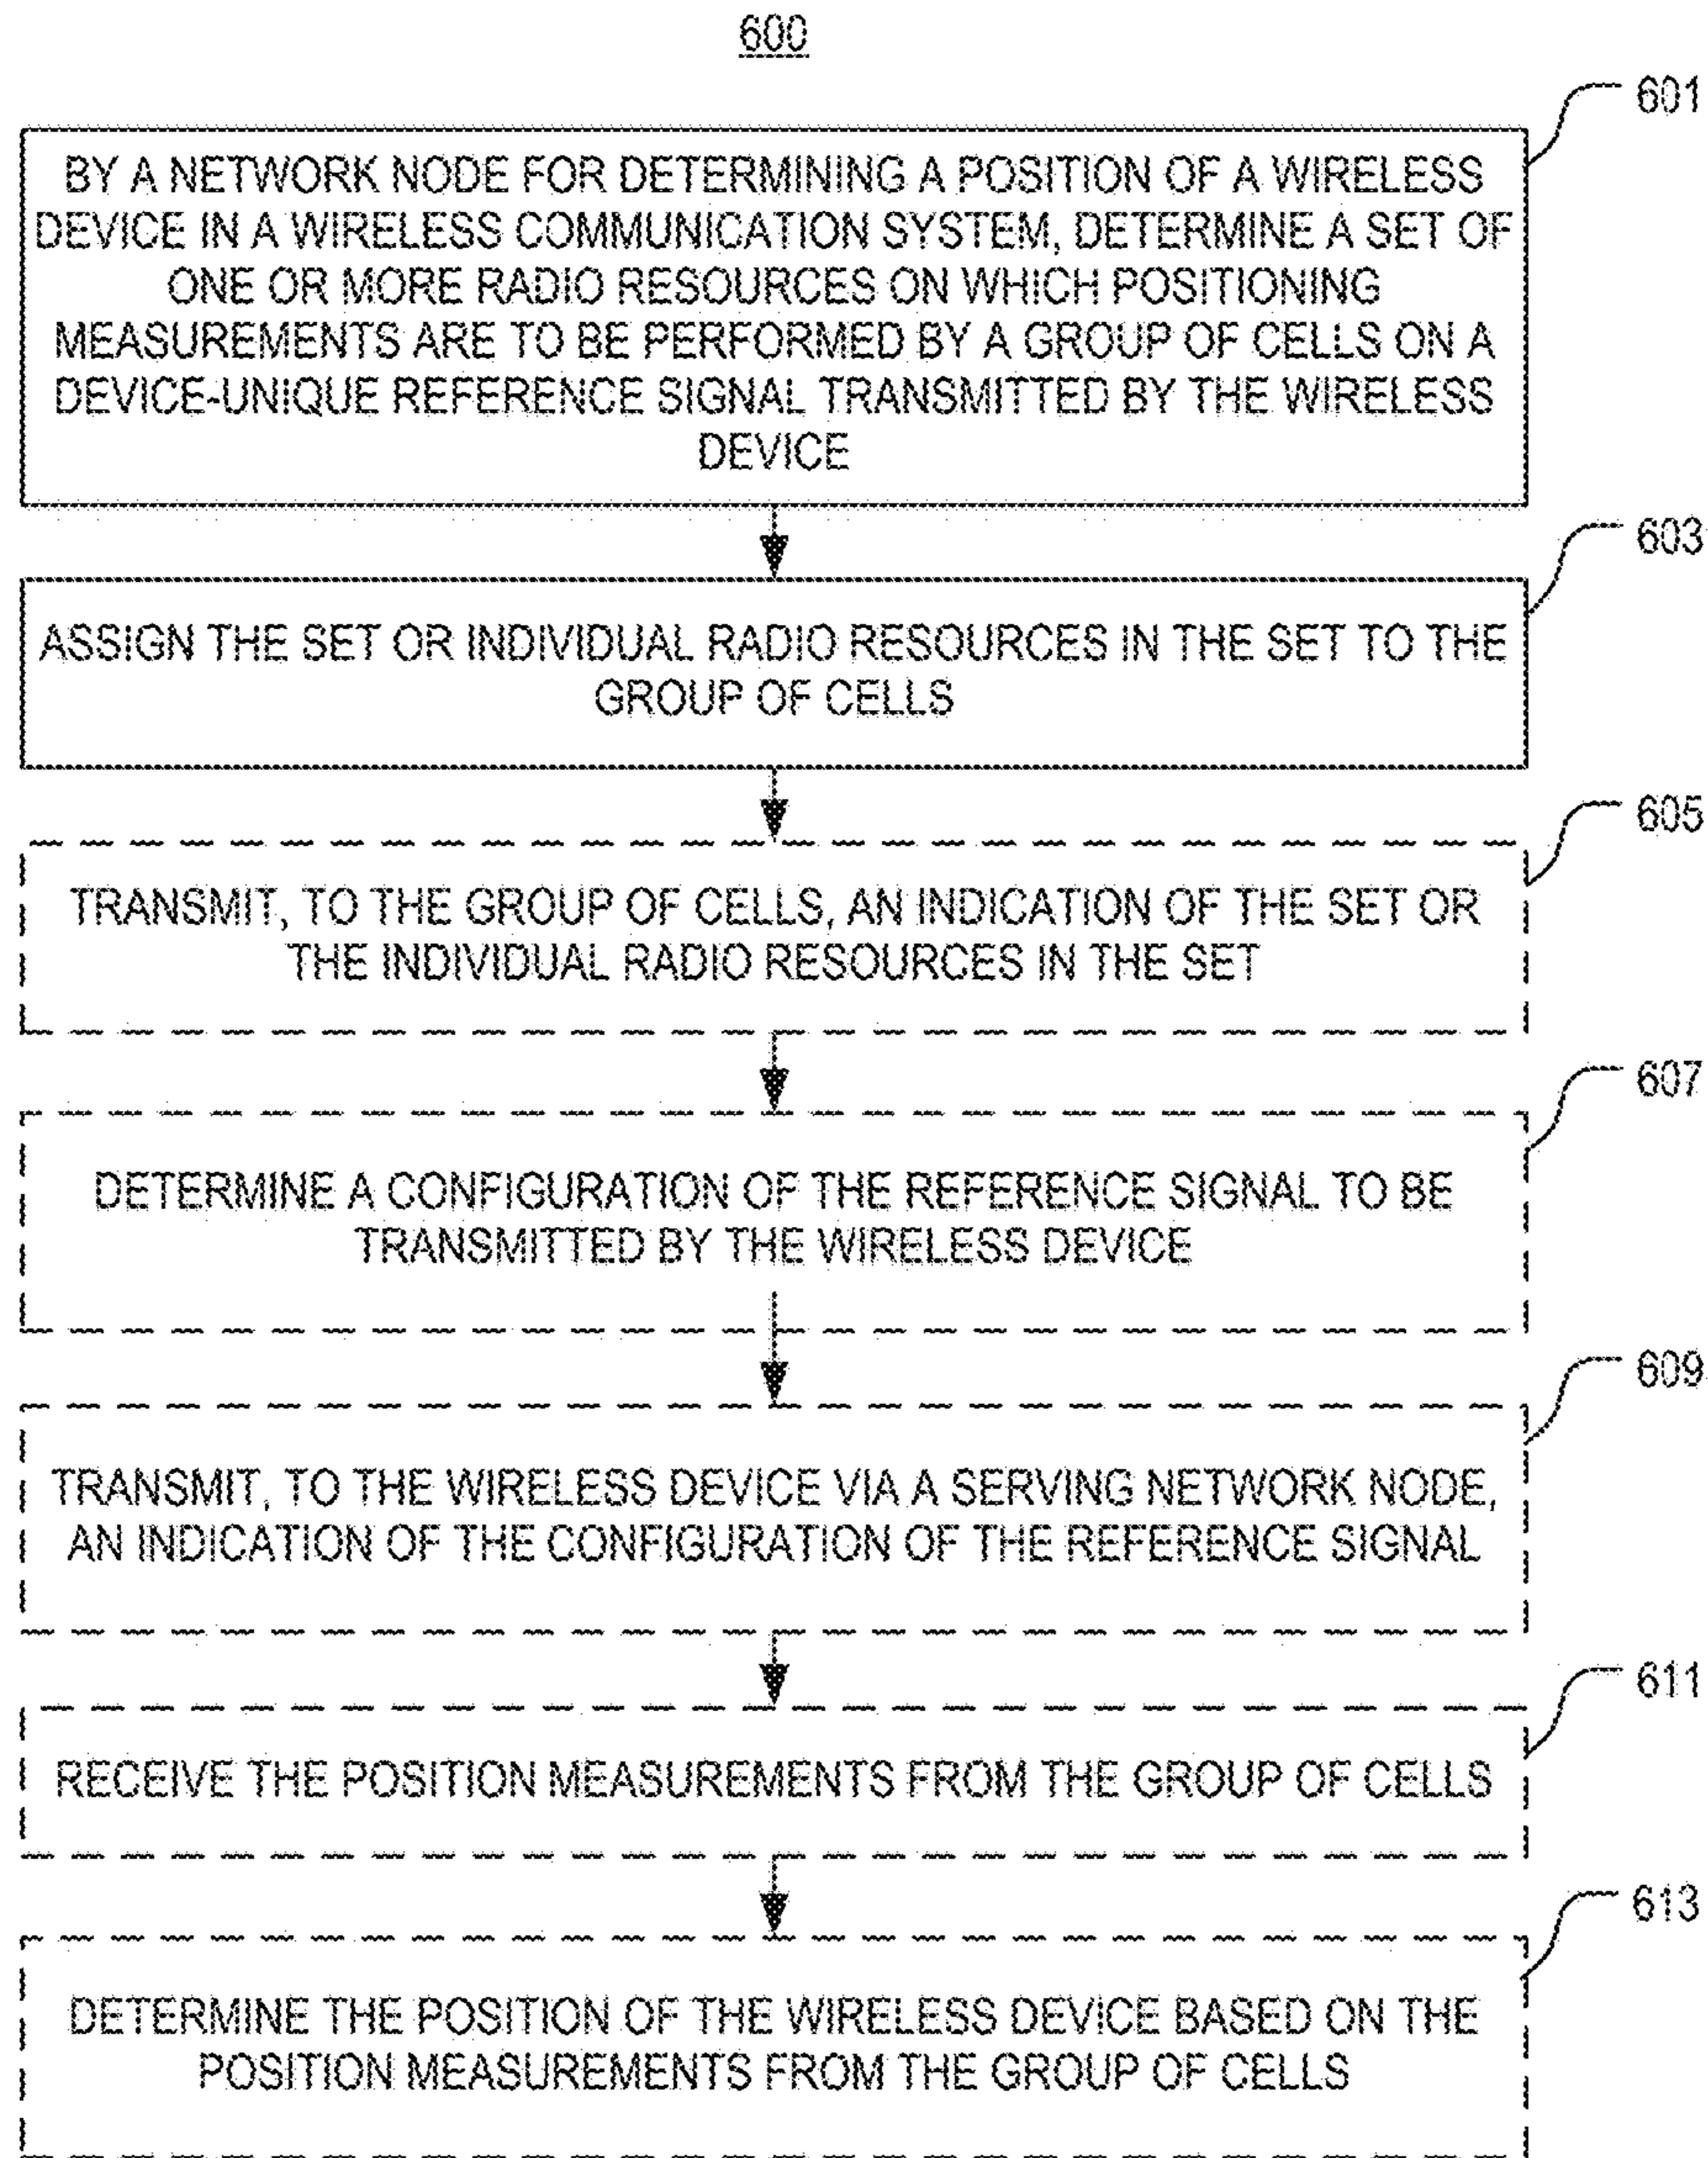 600
601
BY A NETWORK NODE FOR DETERMINING A POSITION OF A WIRELESS
DEVICE IN A WIRELESS COMMUNICATION SYSTEM, DETERMINE A SET OF
ONE OR MORE RADIO RESOURCES ON WHICH POSITIONING
MEASUREMENTS ARE TO BE PERFORMED BY A GROUP OF CELLS ON A
DEVICE-UNIQUE REFERENCE SIGNAL TRANSMITTED BY THE WIRELESS
DEVICE
603
ASSIGN THE SET OR INDIVIDUAL RADIO RESOURCES IN THE SET TO THE
GROUP OF CELLS
605
TRANSMIT, TO THE GROUP OF CELLS, AN INDICATION OF THE SET OR
THE INDIVIDUAL RADIO RESOURCES IN THE SET
607
DETERMINE A CONFIGURATION OF THE REFERENCE SIGNAL TO BE
TRANSMITTED BY THE WIRELESS DEVICE
609
TRANSMIT, TO THE WIRELESS DEVICE VIA A SERVING NETWORK NODE,
AN INDICATION OF THE CONFIGURATION OF THE REFERENCE SIGNAL
611
RECEIVE THE POSITION MEASUREMENTS FROM THE GROUP OF CELLS
613
DETERMINE THE POSITION OF THE WIRELESS DEVICE BASED ON THE
POSITION MEASUREMENTS FROM THE GROUP OF CELLS